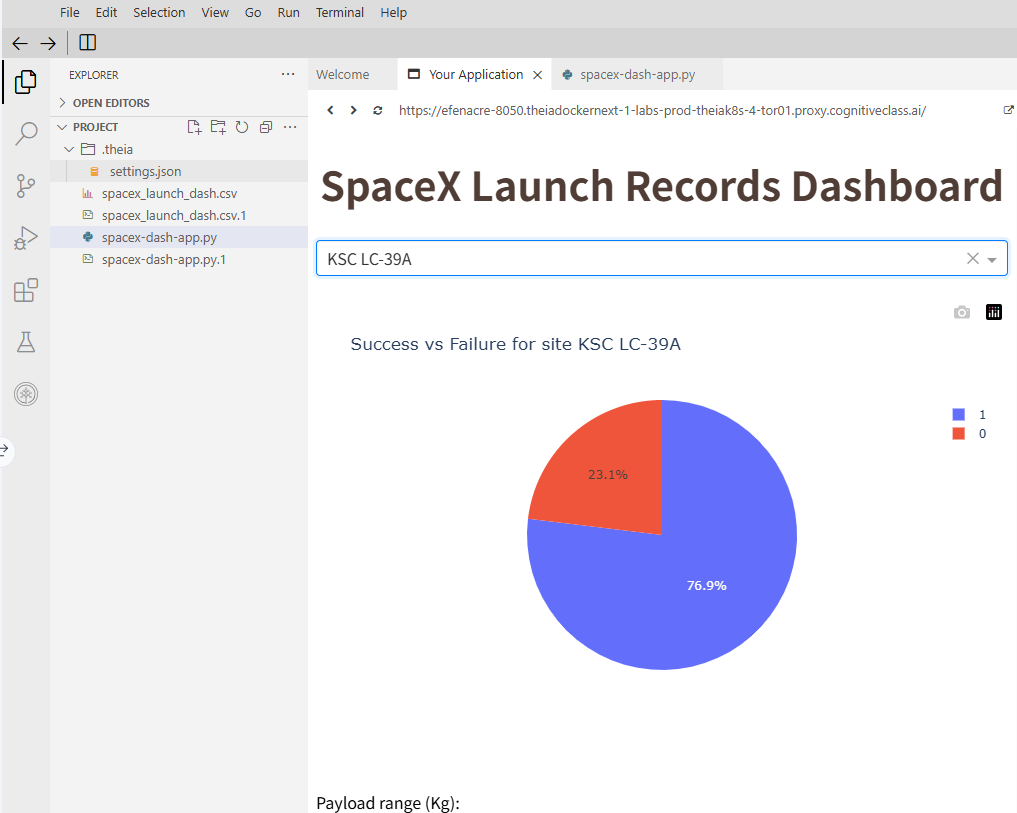 File Edit Selection View Go Run Terminal Help
EXPLORER
OPEN EDITORS
PROJECT
.theia
settings.json
spacex_launch_dash.csv
spacex_launch_dash.csv.1
spacex-dash-app.py
spacex-dash-app.py.1
Welcome Your Application spacex-dash-app.py
https://efenacre-8050.theiadockernext-1-labs-prod-theiak8s-4-tor01.proxy.cognitiveclass.ai/
SpaceX Launch Records Dashboard
KSC LC-39A
Success vs Failure for site KSC LC-39A
1
0
23.1%
76.9%
Payload range (Kg):